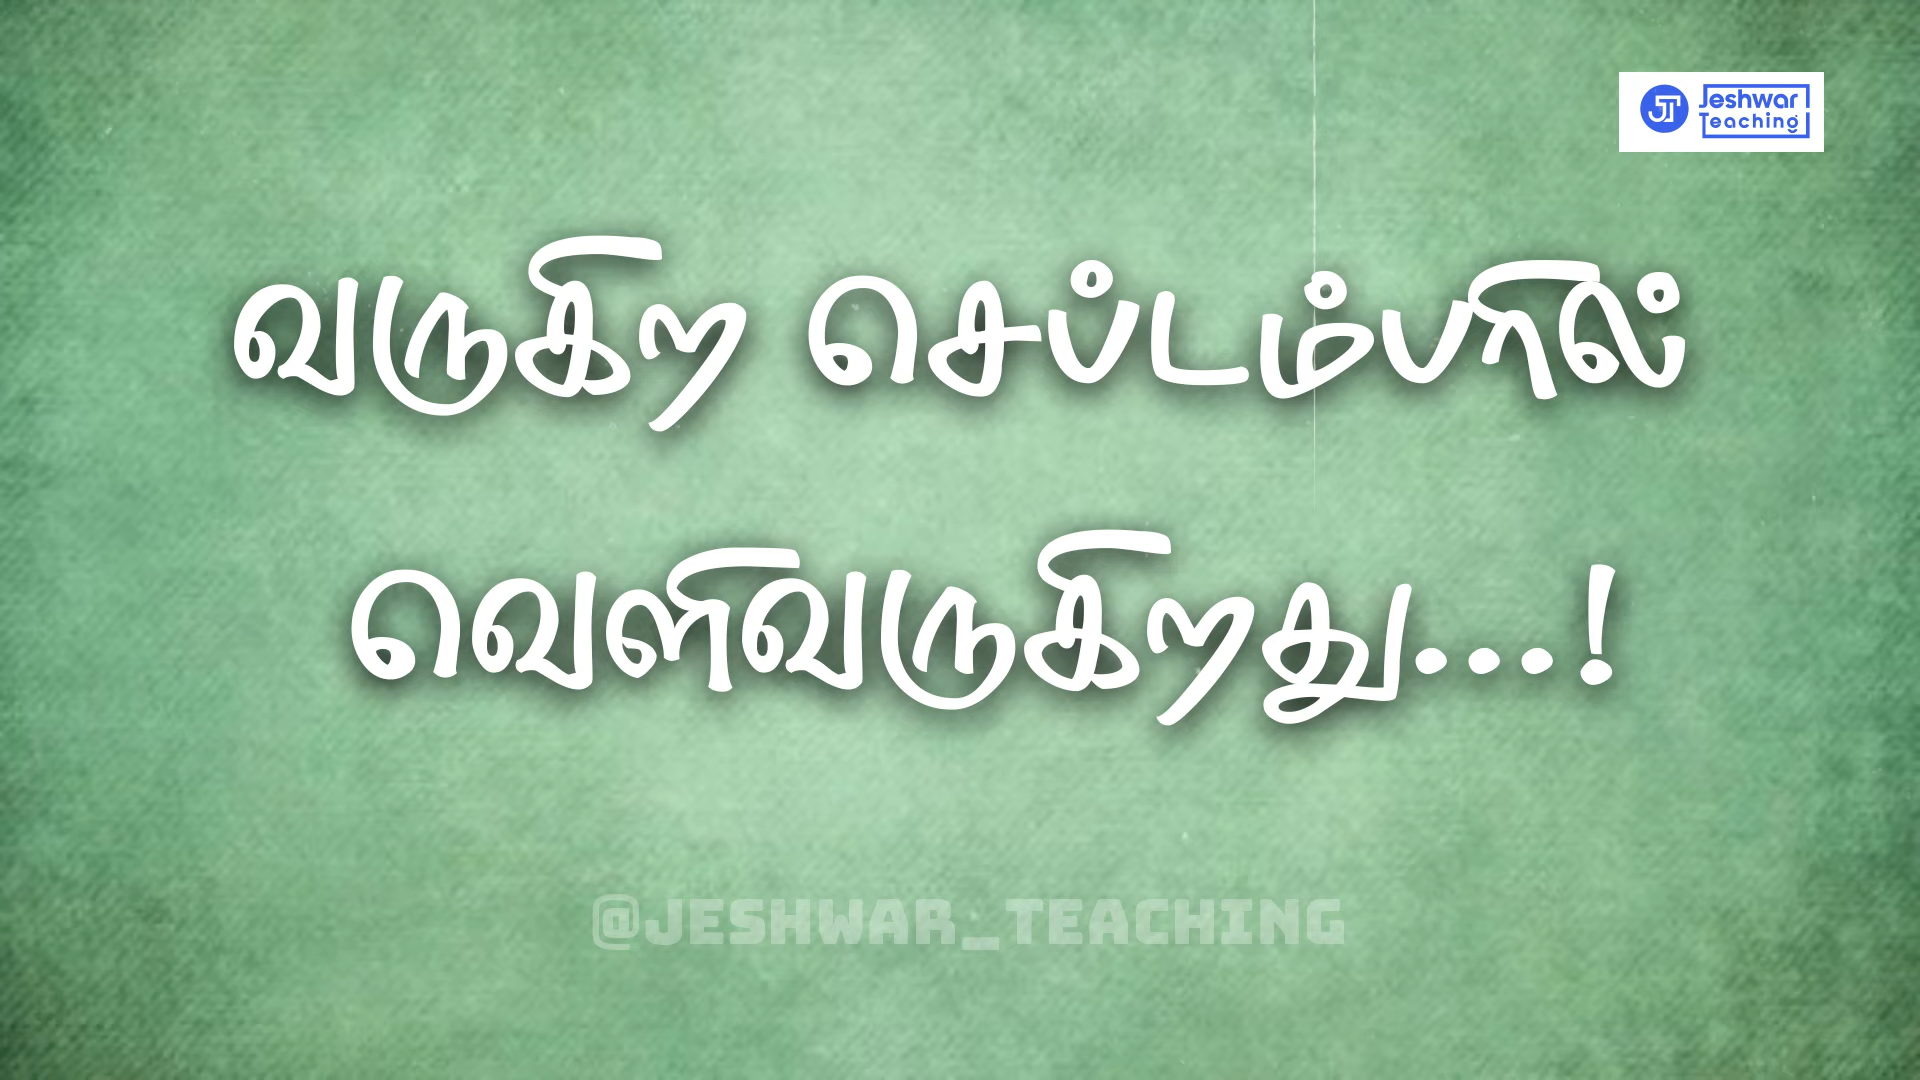 Jeshwar
Teaching
வருகிற செப்டம்பரில்
வெளிவருகிறது...!
@JESHWAR_TEACHING